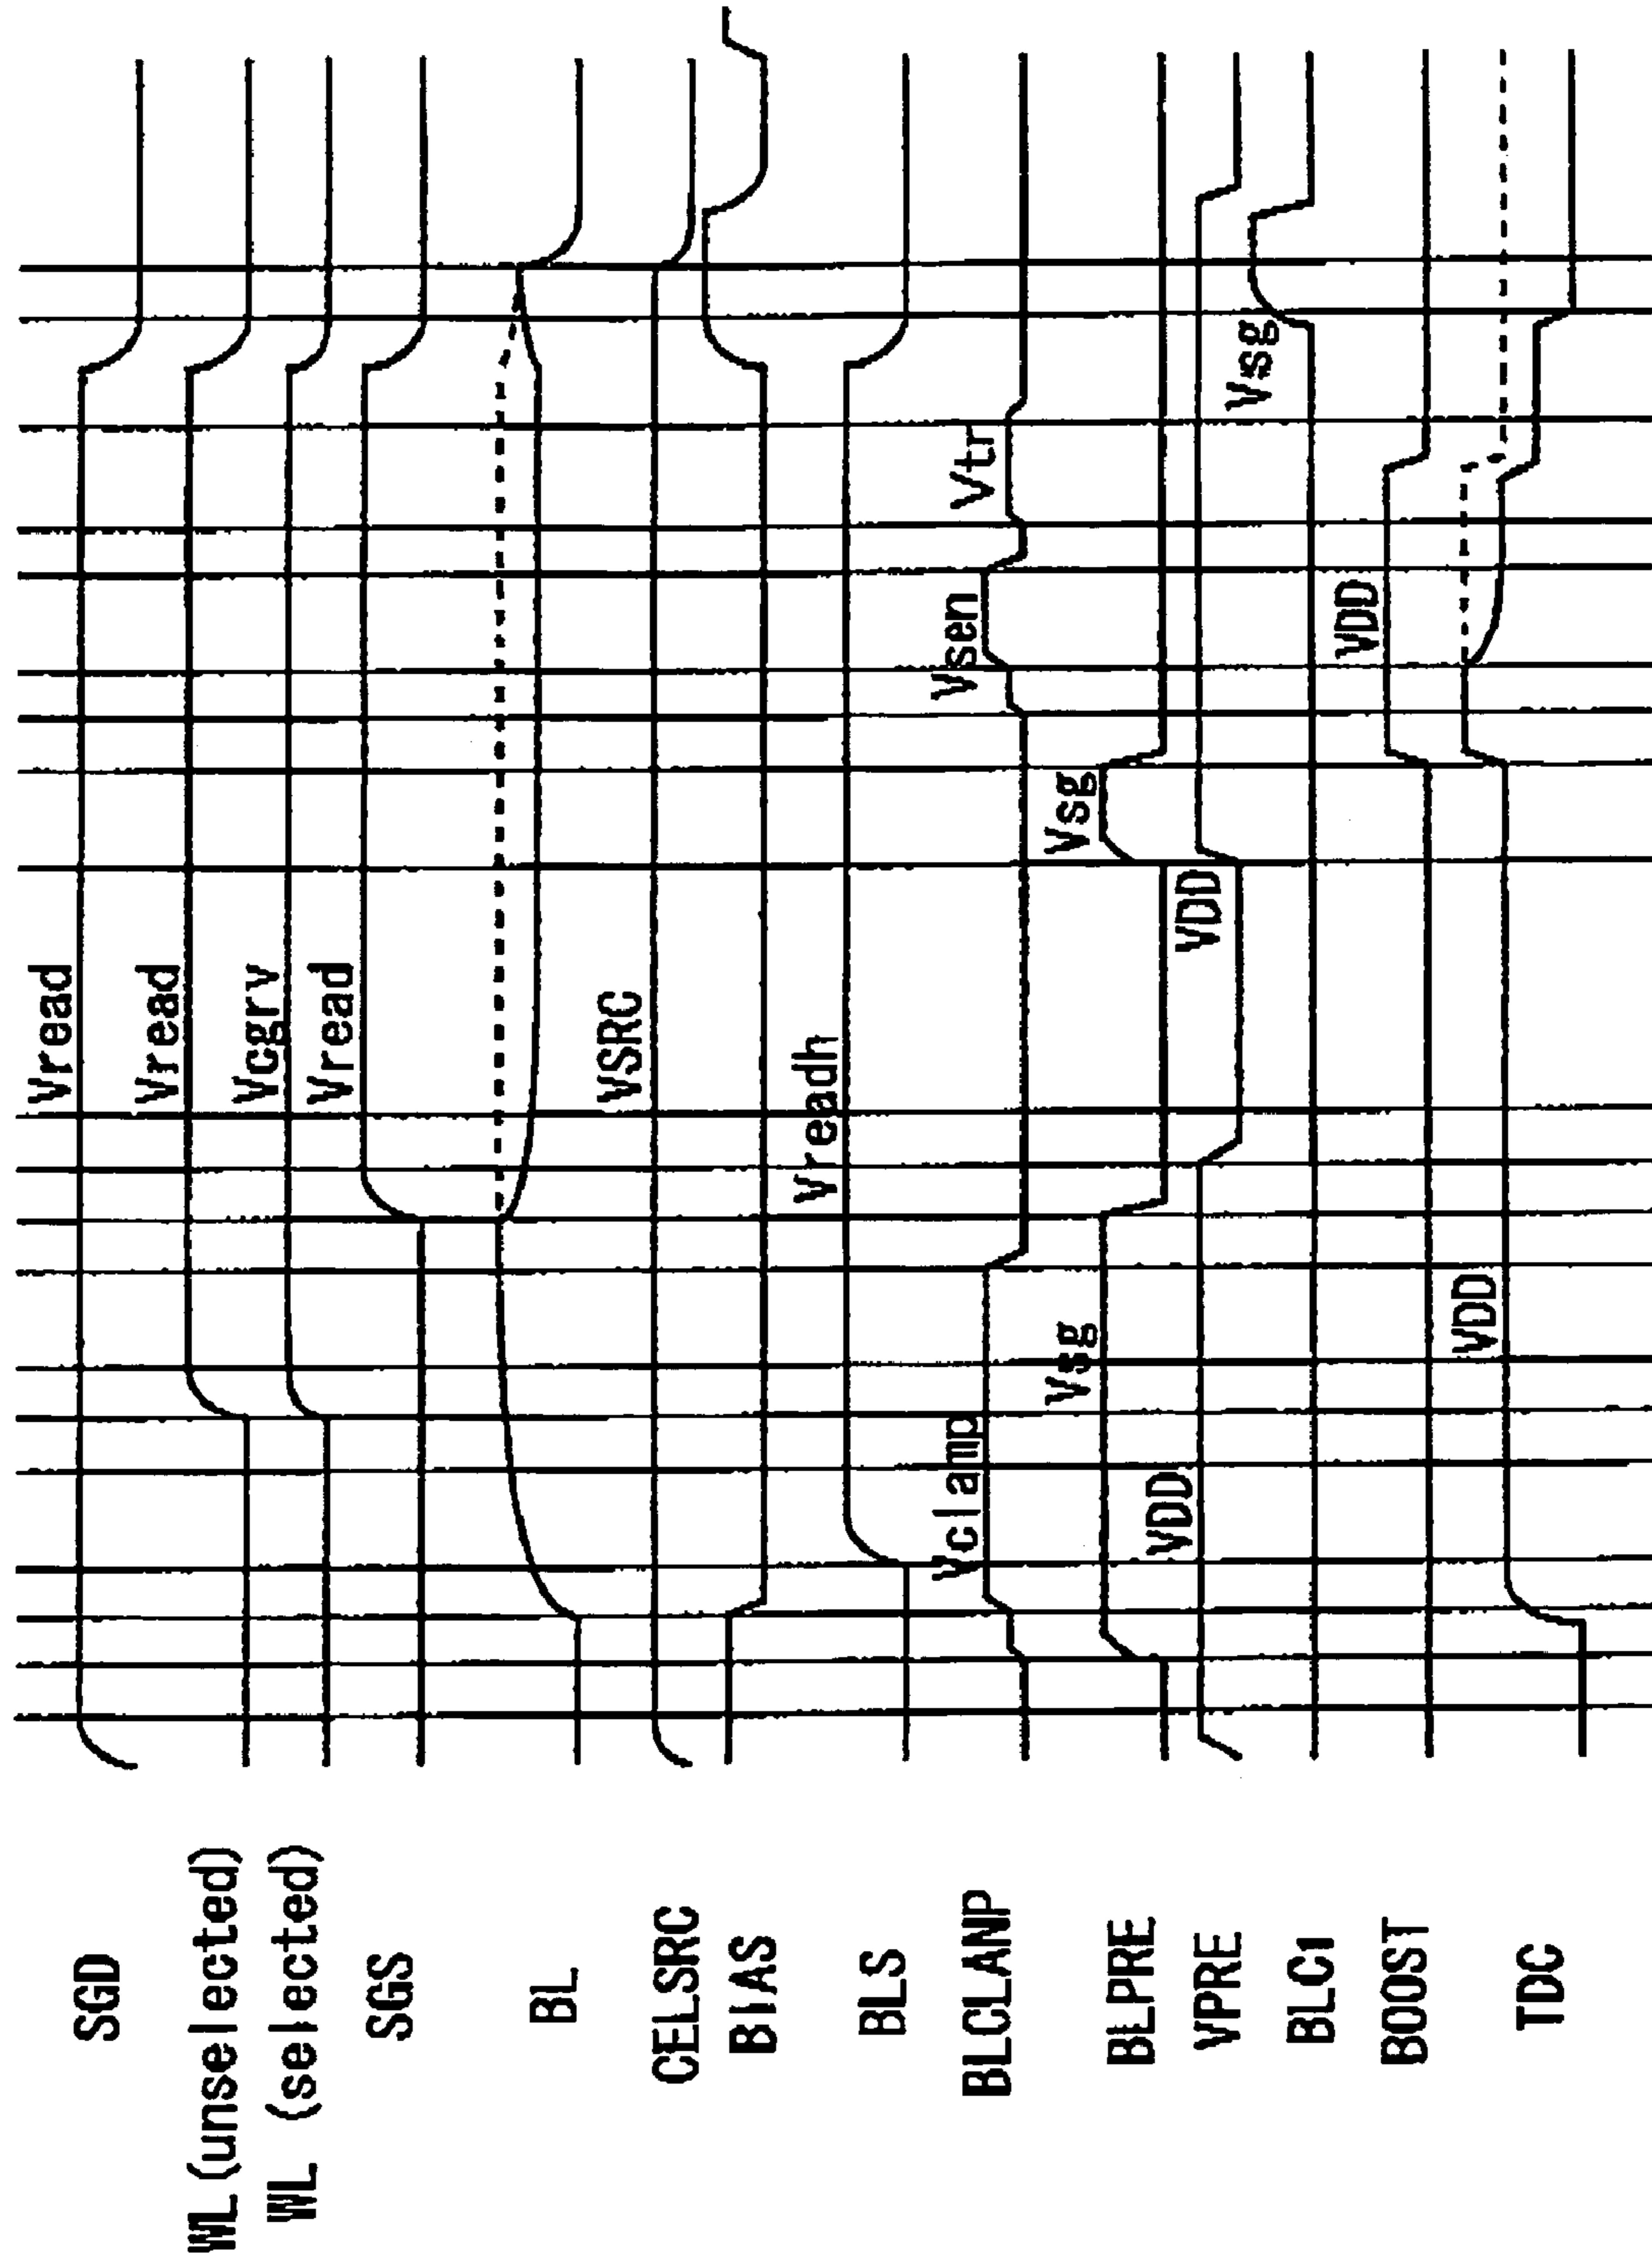 SGD Vread
WL(unselected) Vread
WL (selected) Vcgrv
SGS Vread
BL
CELSRC VSRC
BIAS
BLS Vreadh
BLCLANP Vclamp Vsen Vtr
BLPRE Vsg Vsg
VPRE VDD VDD
BLC1 Vsg
BOOST VDD
TDC VDD